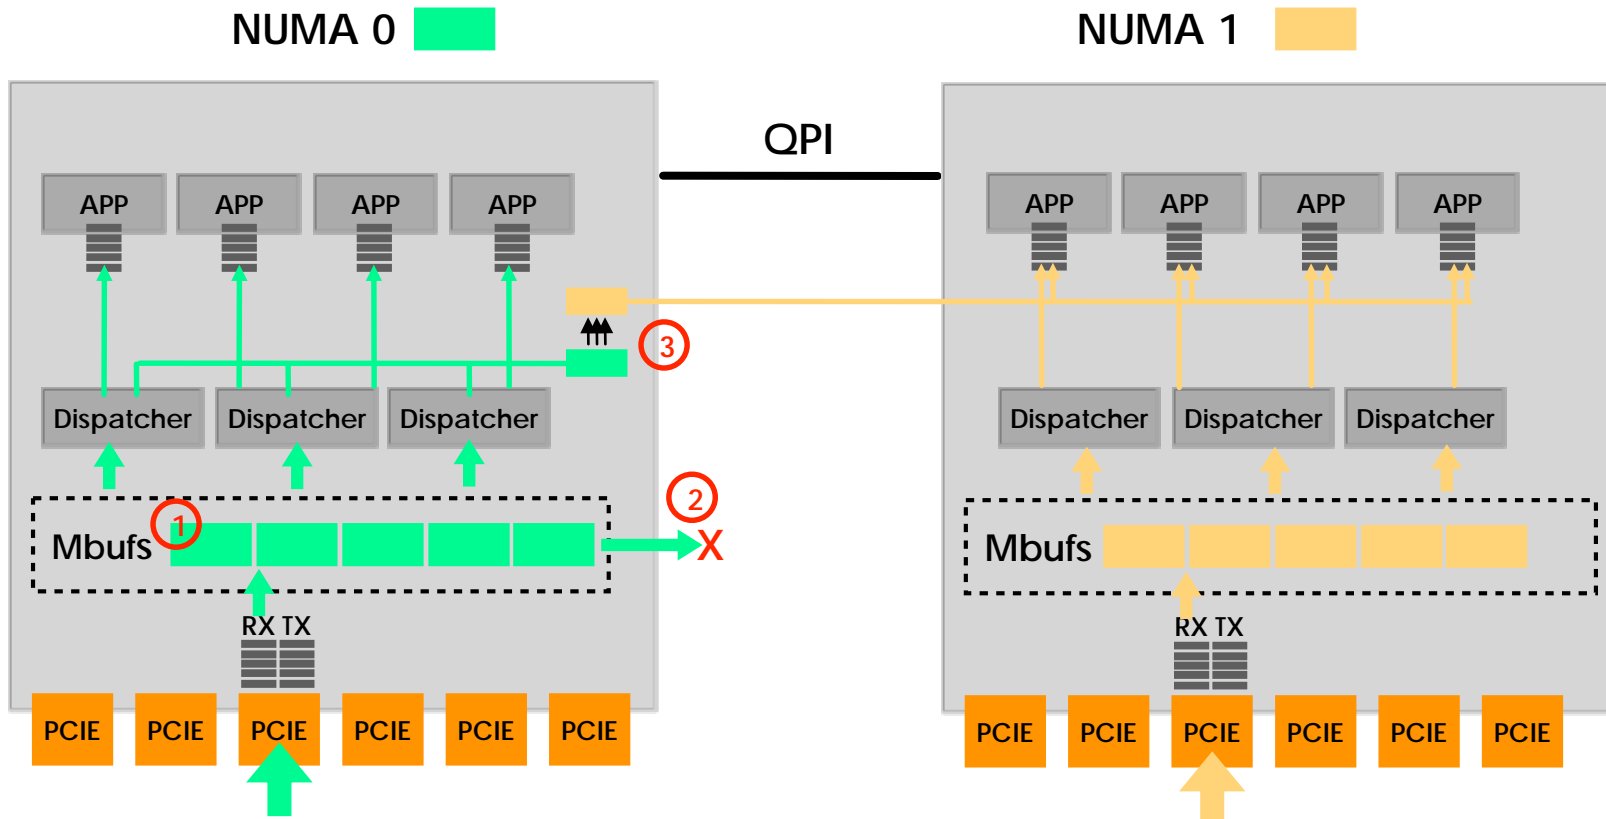 NUMA 0
NUMA 1
QPI
APP APP APP APP
APP APP APP APP
3
Dispatcher Dispatcher Dispatcher
Dispatcher Dispatcher Dispatcher
1
2
Mbufs
X
Mbufs
RX TX
RX TX
PCIE PCIE PCIE PCIE PCIE PCIE
PCIE PCIE PCIE PCIE PCIE PCIE